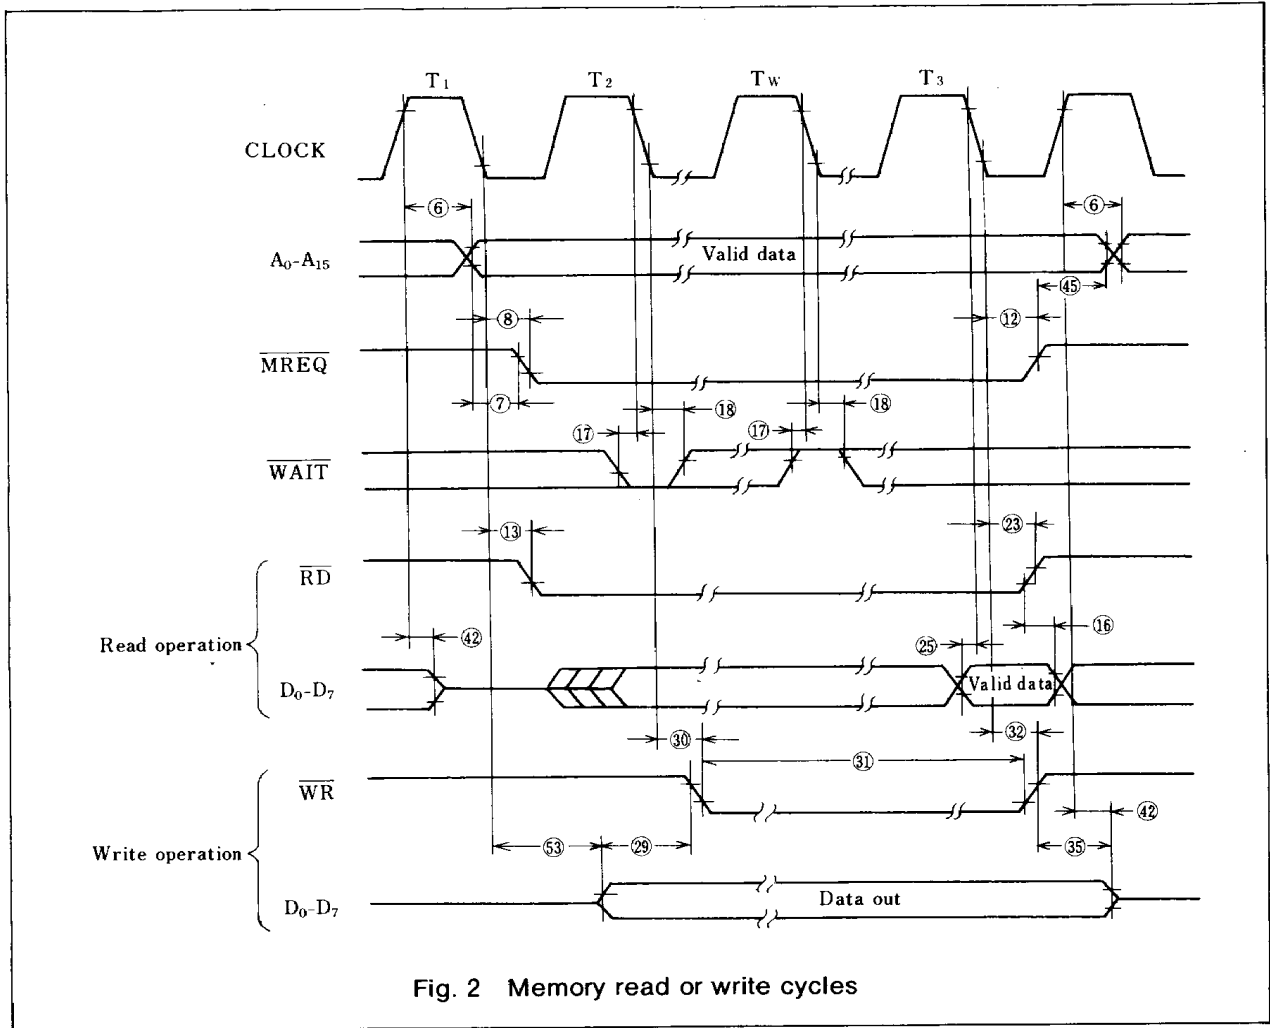 T1 T2 TW T3
CLOCK
⑥ ⑥
A0-A15 Valid data
㊺
⑧ ⑫
MREQ
⑦ ⑱ ⑱
⑰ ⑰
WAIT
⑬ ㉓
RD
Read operation
㊷ ㉕ ⑯
D0-D7 Valid data
㉚ ㉜
㉛
WR
㊷
Write operation
53 ㉙ ㉟
D0-D7 Data out
Fig. 2 Memory read or write cycles